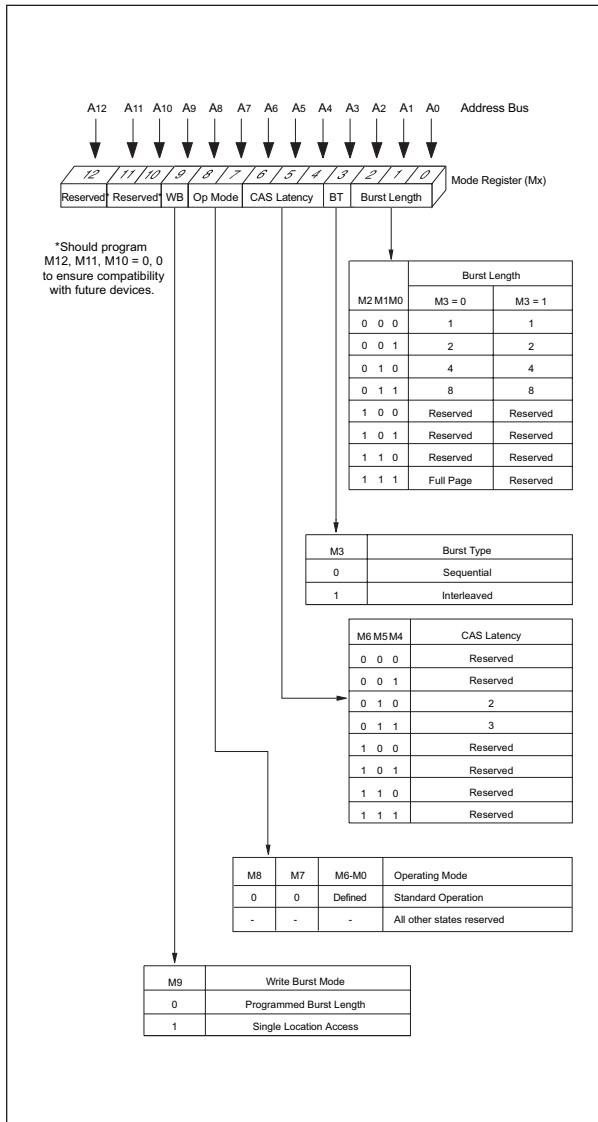 A12 A11 A10 A9 A8 A7 A6 A5 A4 A3 A2 A1 A0 Address Bus
12 11 10 9 8 7 6 5 4 3 2 1 0
Mode Register (Mx)
Reserved* Reserved* WB Op Mode CAS Latency BT Burst Length
*Should program
M12, M11, M10 = 0, 0
to ensure compatibility
with future devices.
Burst Length
M2 M1 M0 M3 = 0 M3 = 1
0 0 0 1 1
0 0 1 2 2
0 1 0 4 4
0 1 1 8 8
1 0 0 Reserved Reserved
1 0 1 Reserved Reserved
1 1 0 Reserved Reserved
1 1 1 Full Page Reserved
M3 Burst Type
0 Sequential
1 Interleaved
M6 M5 M4 CAS Latency
0 0 0 Reserved
0 0 1 Reserved
0 1 0 2
0 1 1 3
1 0 0 Reserved
1 0 1 Reserved
1 1 0 Reserved
1 1 1 Reserved
M8 M7 M6-M0 Operating Mode
0 0 Defined Standard Operation
- - - All other states reserved
M9 Write Burst Mode
0 Programmed Burst Length
1 Single Location Access